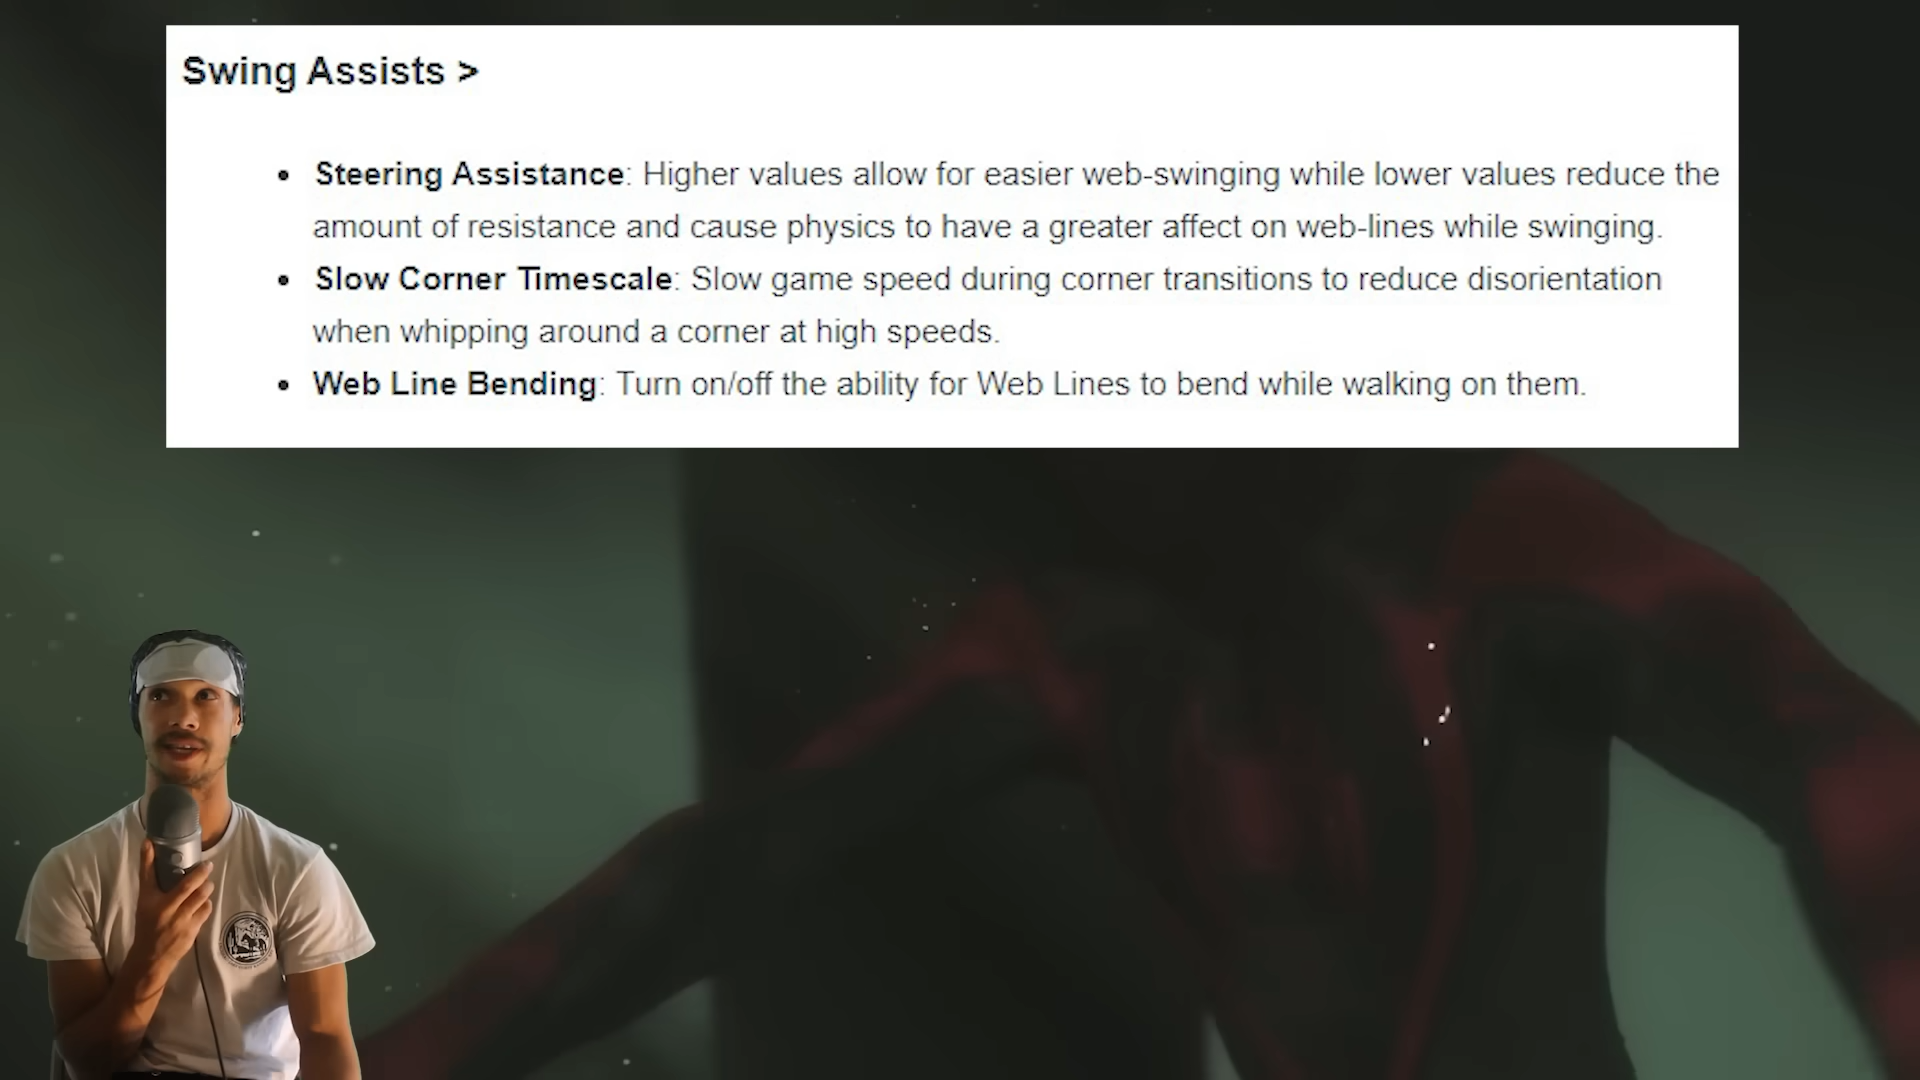 Swing Assists >
• Steering Assistance: Higher values allow for easier web-swinging while lower values reduce the
amount of resistance and cause physics to have a greater affect on web-lines while swinging.
• Slow Corner Timescale: Slow game speed during corner transitions to reduce disorientation
when whipping around a corner at high speeds.
• Web Line Bending: Turn on/off the ability for Web Lines to bend while walking on them.